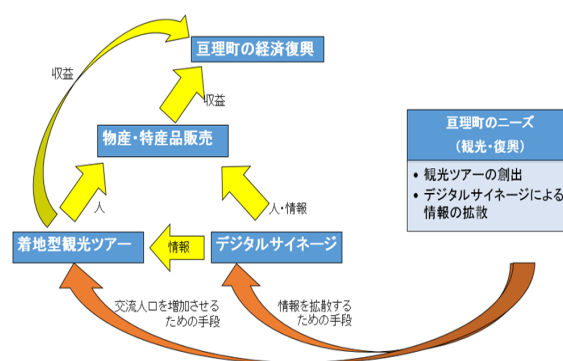 亘理町の経済復興
収益
収益
物産・特産品販売
亘理町のニーズ
（観光・復興）
• 観光ツアーの創出
• デジタルサイネージによる
情報の拡散
人
人・情報
着地型観光ツアー
情報
デジタルサイネージ
交流人口を増加させる
ための手段
情報を拡散する
ための手段